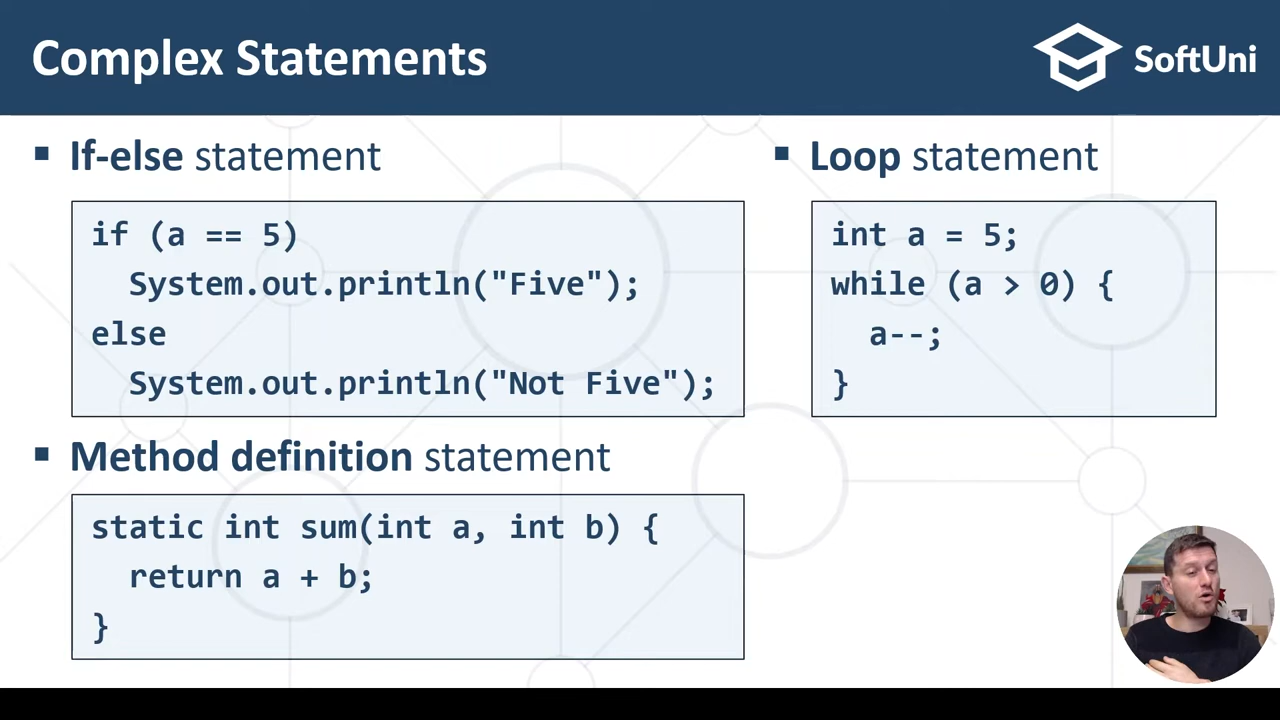 Complex Statements
SoftUni
▪ If-else statement
if (a == 5)
  System.out.println("Five");
else
  System.out.println("Not Five");
▪ Loop statement
int a = 5;
while (a > 0) {
  a--;
}
▪ Method definition statement
static int sum(int a, int b) {
  return a + b;
}